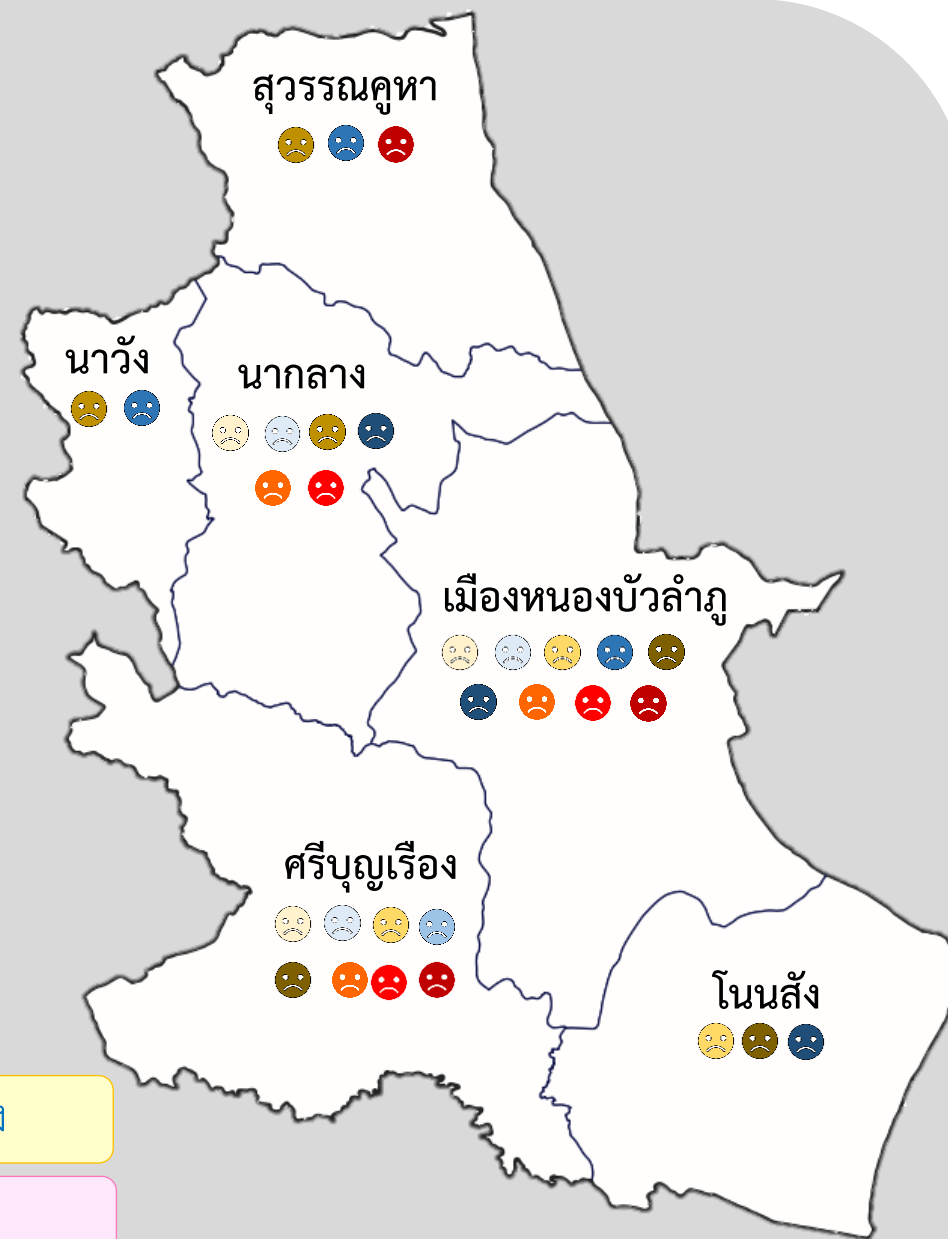 สุวรรณคูหา
นาวัง
นากลาง
เมืองหนองบัวลำภู
ศรีบุญเรือง
โนนสัง